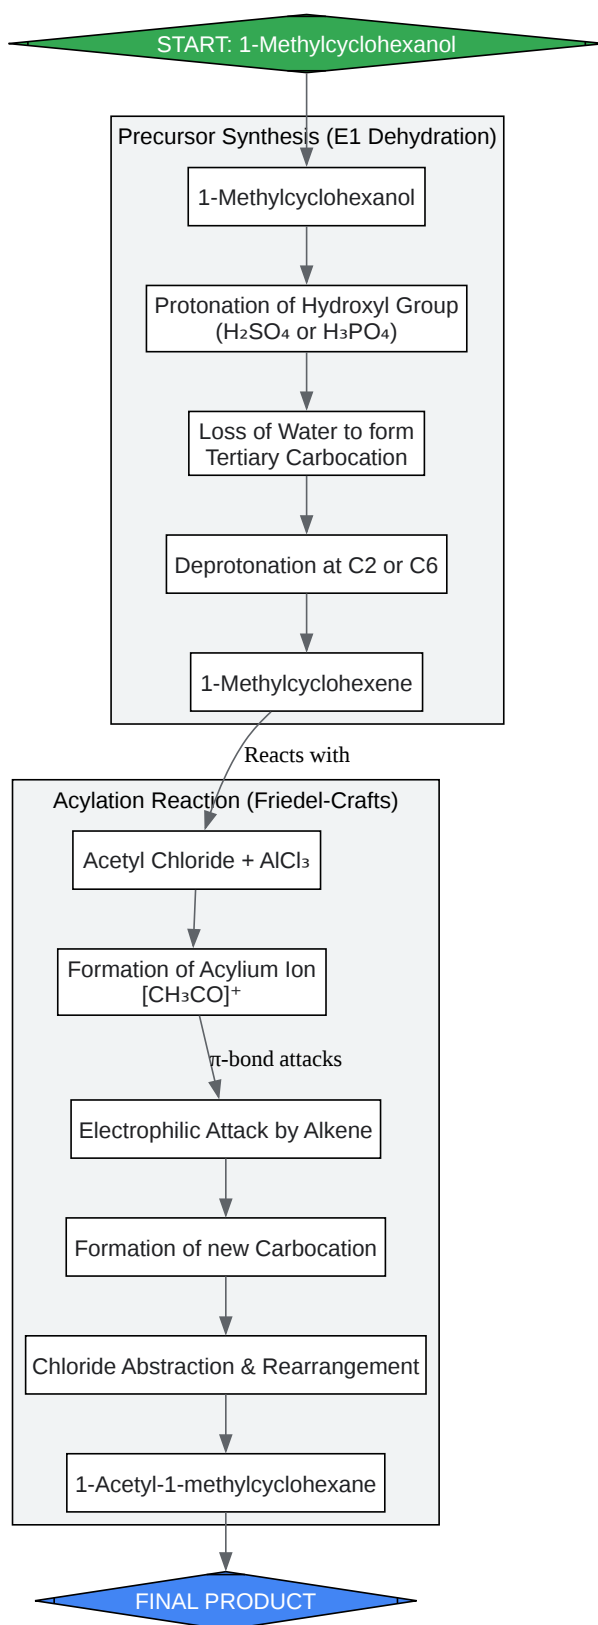 START: 1-Methylcyclohexanol
Precursor Synthesis (E1 Dehydration)
1-Methylcyclohexanol
Protonation of Hydroxyl Group
(H₂SO₄ or H₃PO₄)
Loss of Water to form
Tertiary Carbocation
Deprotonation at C2 or C6
1-Methylcyclohexene
Reacts with
Acylation Reaction (Friedel-Crafts)
Acetyl Chloride + AlCl₃
Formation of Acylium Ion
[CH₃CO]⁺
π-bond attacks
Electrophilic Attack by Alkene
Formation of new Carbocation
Chloride Abstraction & Rearrangement
1-Acetyl-1-methylcyclohexane
FINAL PRODUCT